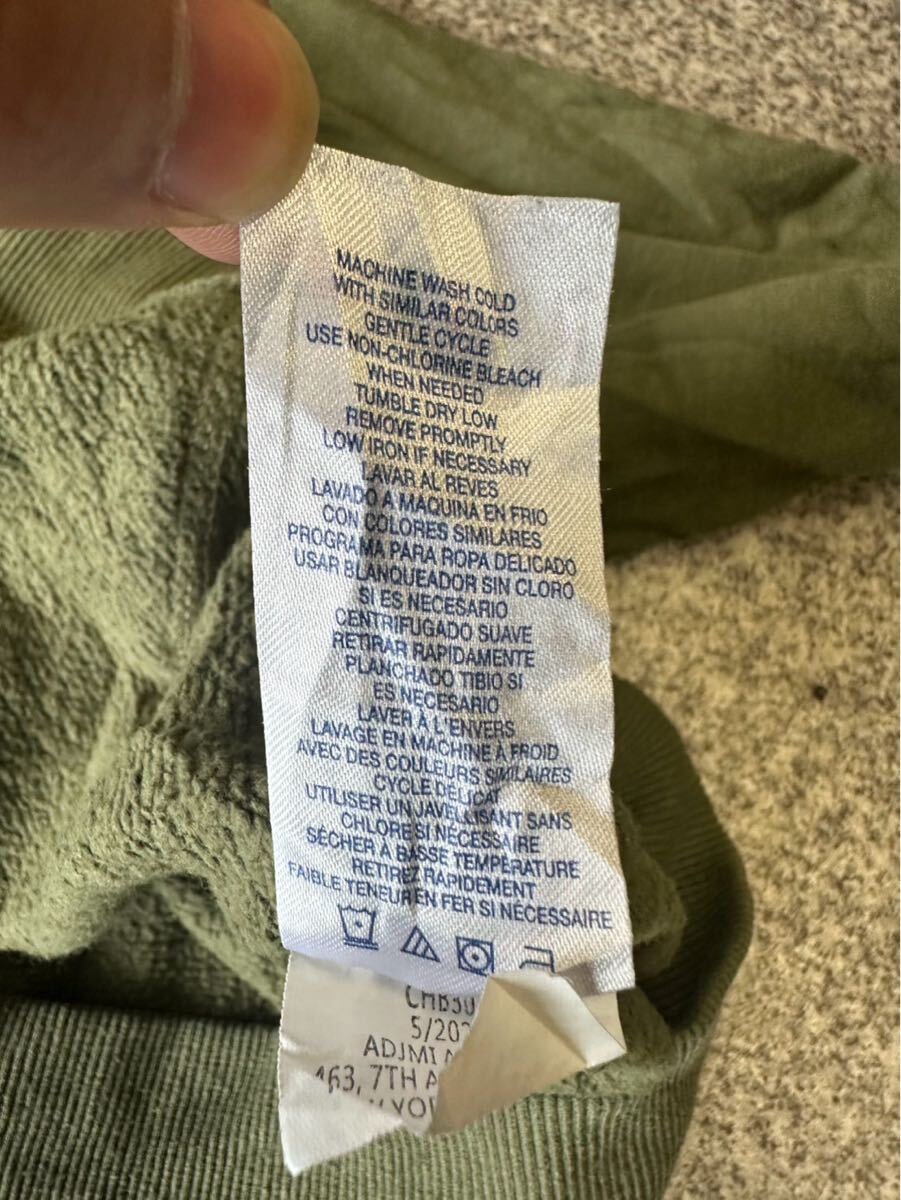 MACHINE WASH COLD
WITH SIMILAR COLORS
GENTLE CYCLE
USE NON-CHLORINE BLEACH
WHEN NEEDED
TUMBLE DRY LOW
REMOVE PROMPTLY
LOW IRON IF NECESSARY
LAVAR AL REVES
LAVADO A MAQUINA EN FRIO
CON COLORES SIMILARES
PROGRAMA PARA ROPA DELICADO
USAR BLANQUEADOR SIN CLORO
SI ES NECESARIO
CENTRIFUGADO SUAVE
RETIRAR RAPIDAMENTE
PLANCHADO TIBIO SI
ES NECESARIO
LAVER À L'ENVERS
LAVAGE EN MACHINE À FROID
AVEC DES COULEURS SIMILAIRES
CYCLE DÉLICAT
UTILISER UN JAVELLISANT SANS
CHLORE SI NÉCESSAIRE
SÉCHER À BASSE TEMPÉRATURE
RETIREZ RAPIDEMENT
FAIBLE TENEUR EN FER SI NÉCESSAIRE
ADJMI
7TH